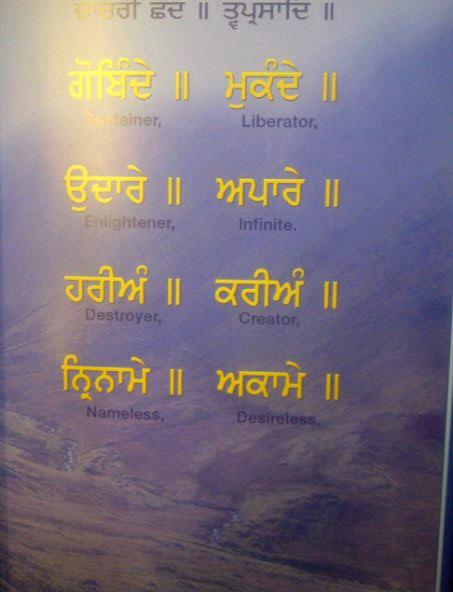 ਚਾਚਰੀ ਛੰਦ ॥ ਤ੍ਵਪ੍ਰਸਾਦਿ ॥
ਗੋਬਿੰਦੇ ॥ ਮੁਕੰਦੇ ॥
Sustainer, Liberator,
ਉਦਾਰੇ ॥ ਅਪਾਰੇ ॥
Enlightener, Infinite.
ਹਰੀਅੰ ॥ ਕਰੀਅੰ ॥
Destroyer, Creator,
ਨ੍ਰਿਨਾਮੇ ॥ ਅਕਾਮੇ ॥
Nameless, Desireless.